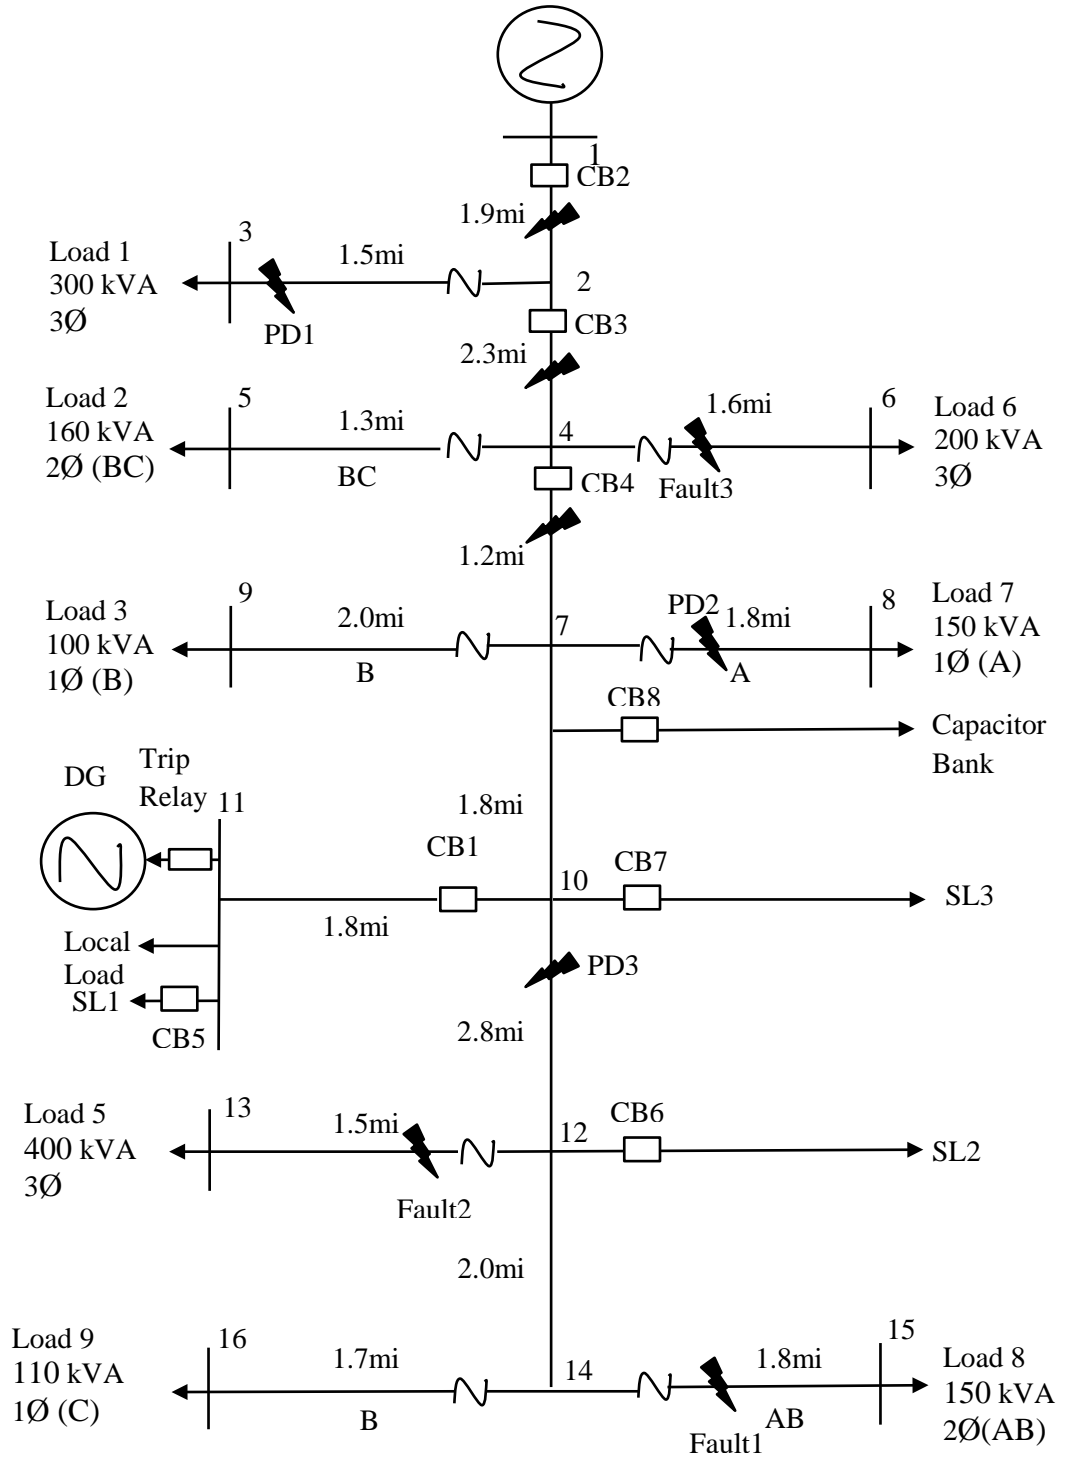 1
CB2
1.9mi
3
Load 1
300 kVA
3Ø
1.5mi
PD1
2
CB3
2.3mi
Load 2
160 kVA
2Ø (BC)
5
1.3mi
BC
4
1.6mi
6
Load 6
200 kVA
3Ø
CB4
Fault3
1.2mi
Load 3
100 kVA
1Ø (B)
9
2.0mi
B
7
PD2
1.8mi
A
8
Load 7
150 kVA
1Ø (A)
CB8
Capacitor
Bank
Trip
Relay
DG
11
1.8mi
CB1
10
CB7
SL3
1.8mi
Local
Load
SL1
CB5
PD3
2.8mi
Load 5
400 kVA
3Ø
13
1.5mi
Fault2
12
CB6
SL2
2.0mi
Load 9
110 kVA
1Ø (C)
16
1.7mi
B
14
1.8mi
AB
Fault1
15
Load 8
150 kVA
2Ø(AB)